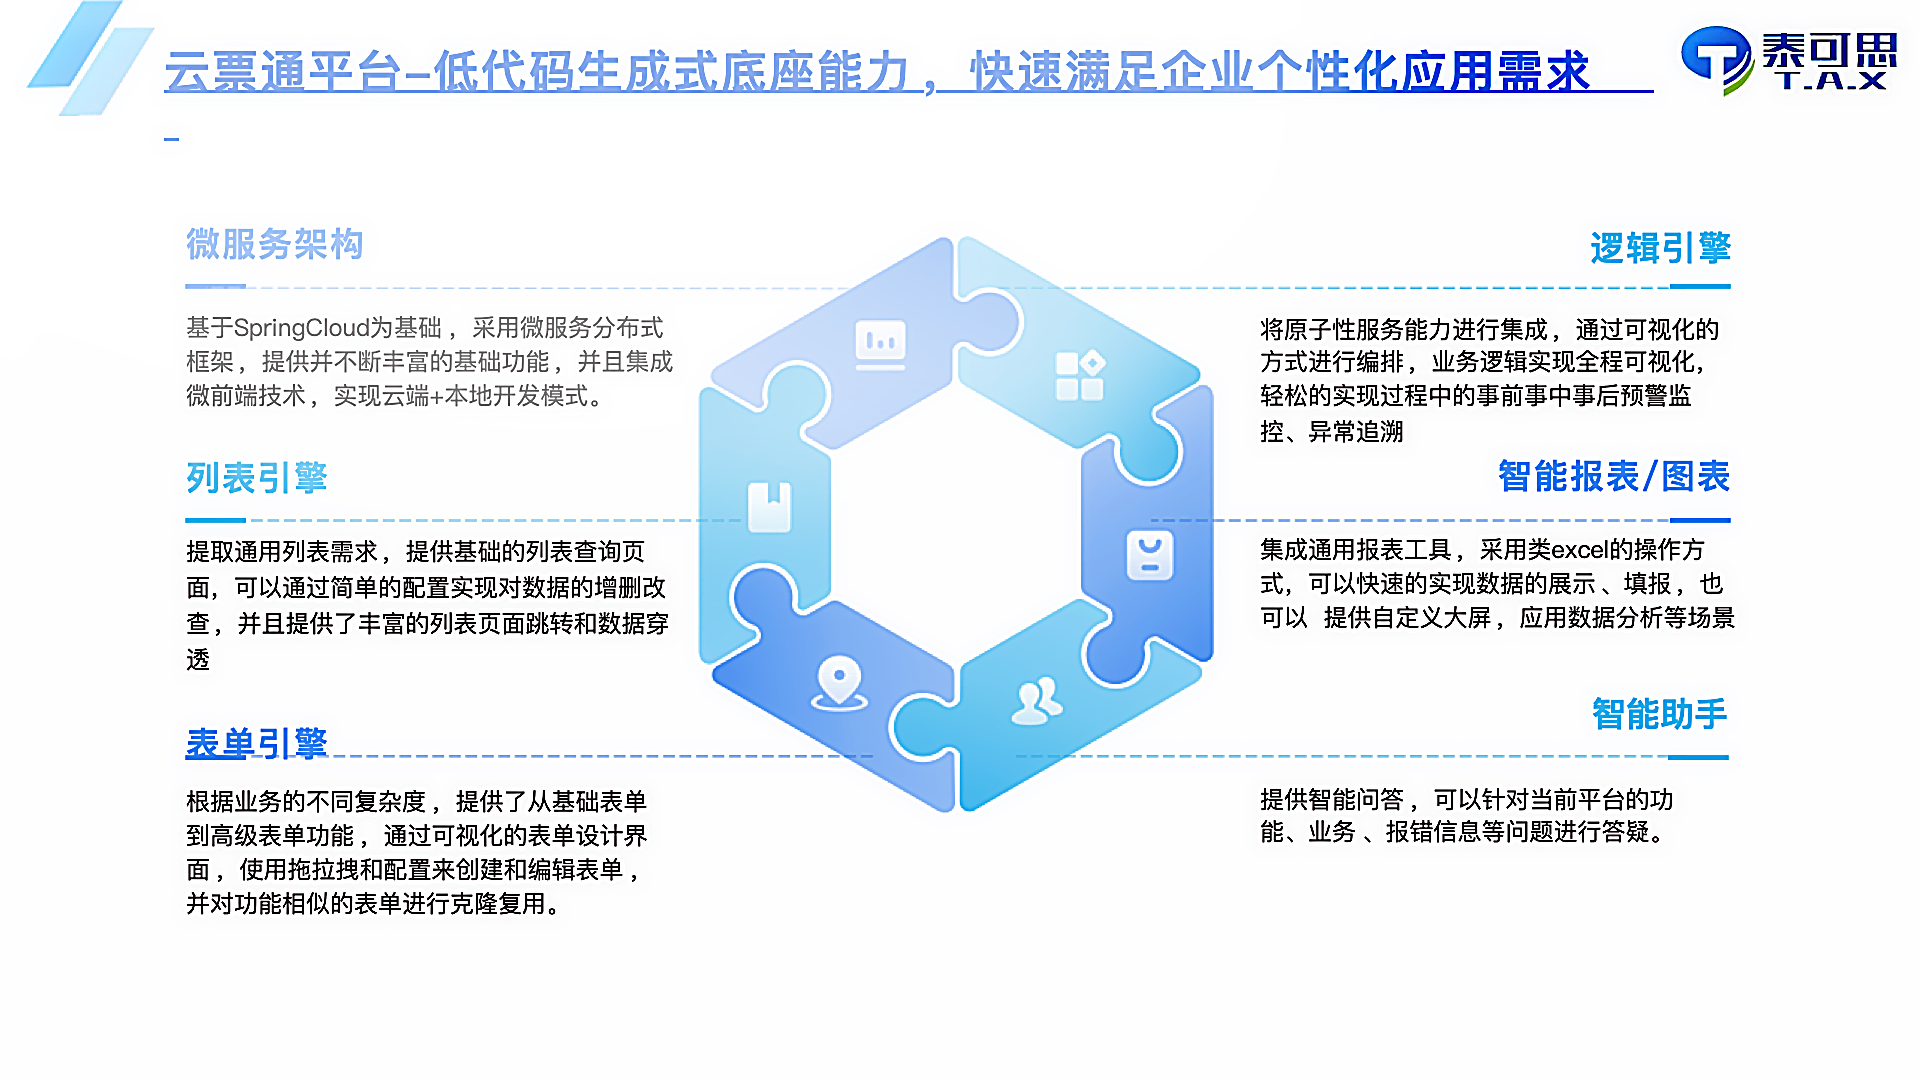 云票通平台–低代码生成式底座能力，快速满足企业个性化应用需求
泰可思
T.A.X
微服务架构
基于SpringCloud为基础，采用微服务分布式
框架，提供并不断丰富的基础功能，并且集成
微前端技术，实现云端+本地开发模式。
列表引擎
提取通用列表需求，提供基础的列表查询页
面，可以通过简单的配置实现对数据的增删改
查，并且提供了丰富的列表页面跳转和数据穿
透
表单引擎
根据业务的不同复杂度，提供了从基础表单
到高级表单功能，通过可视化的表单设计界
面，使用拖拉拽和配置来创建和编辑表单，
并对功能相似的表单进行克隆复用。
逻辑引擎
将原子性服务能力进行集成，通过可视化的
方式进行编排，业务逻辑实现全程可视化，
轻松的实现过程中的事前事中事后预警监
控、异常追溯
智能报表/图表
集成通用报表工具，采用类excel的操作方
式，可以快速的实现数据的展示、填报，也
可以 提供自定义大屏，应用数据分析等场景
智能助手
提供智能问答，可以针对当前平台的功
能、业务、报错信息等问题进行答疑。